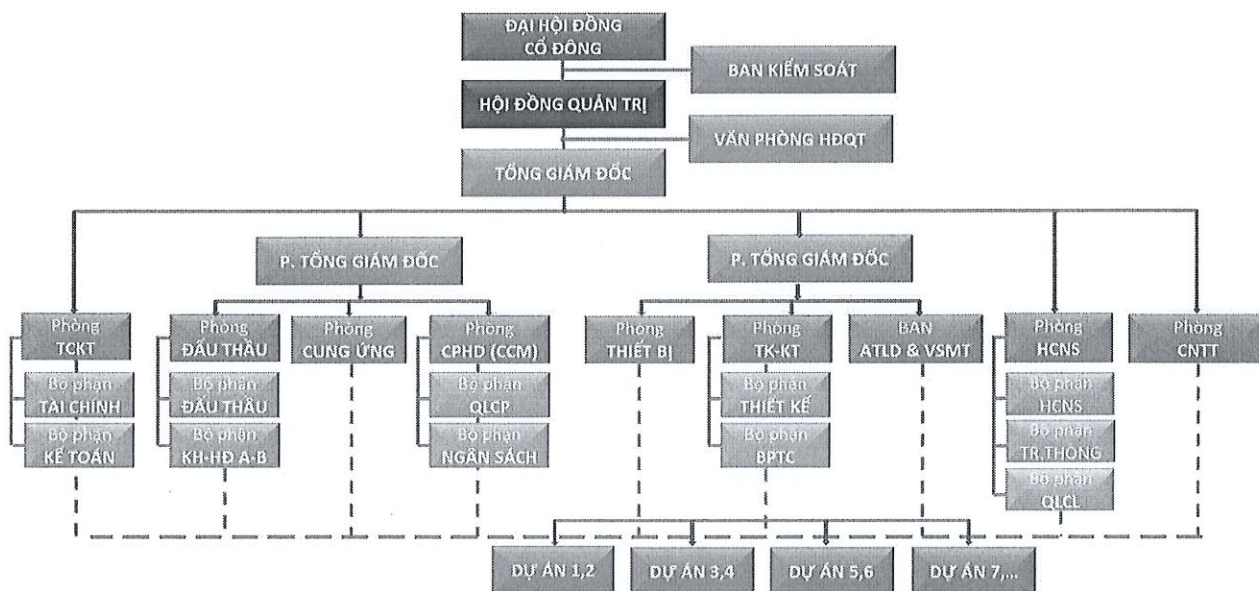 ĐẠI HỘI ĐỒNG
CỔ ĐÔNG
BAN KIỂM SOÁT
HỘI ĐỒNG QUẢN TRỊ
VĂN PHÒNG HĐQT
TỔNG GIÁM ĐỐC
P. TỔNG GIÁM ĐỐC
P. TỔNG GIÁM ĐỐC
Phòng
TCKT
Phòng
ĐẤU THẦU
Phòng
CUNG ỨNG
Phòng
CPHD (CCM)
Phòng
THIẾT BỊ
Phòng
TK-KT
BAN
ATLD & VSMT
Phòng
HCNS
Phòng
CNTT
Bộ phận
TÀI CHÍNH
Bộ phận
ĐẤU THẦU
Bộ phận
QLCP
Bộ phận
THIẾT KẾ
Bộ phận
HCNS
Bộ phận
KẾ TOÁN
Bộ phận
KH-HĐ A-B
Bộ phận
NGÂN SÁCH
Bộ phận
BPTC
Bộ phận
TR.THÔNG
Bộ phận
QLCL
DỰ ÁN 1,2
DỰ ÁN 3,4
DỰ ÁN 5,6
DỰ ÁN 7,...